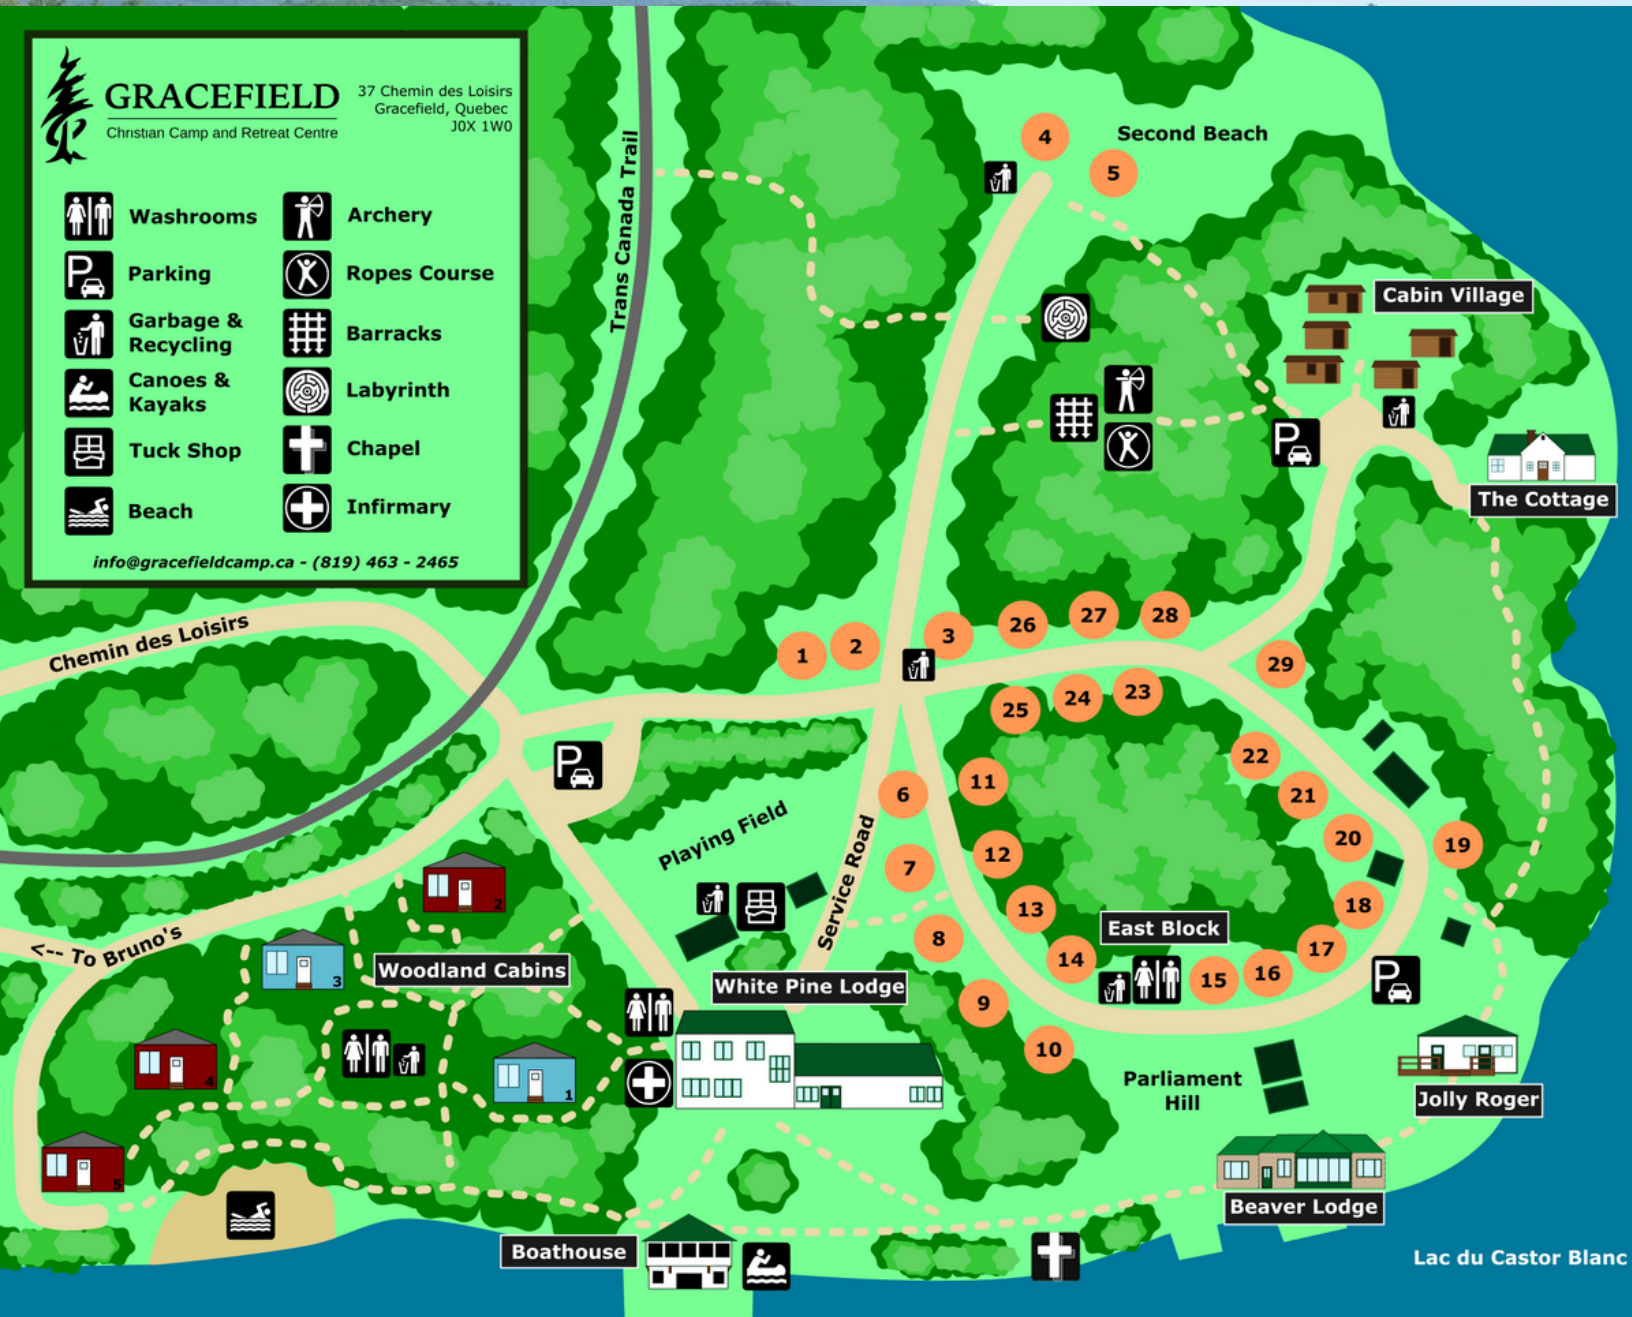 GRACEFIELD
Christian Camp and Retreat Centre
37 Chemin des Loisirs
Gracefield, Quebec
J0X 1W0
Washrooms
Archery
Parking
Ropes Course
Garbage &
Recycling
Barracks
Canoes &
Kayaks
Labyrinth
Tuck Shop
Chapel
Beach
Infirmary
info@gracefieldcamp.ca - (819) 463 - 2465
Trans Canada Trail
4
Second Beach
5
Cabin Village
P
The Cottage
Chemin des Loisirs
1
2
3
26
27
28
29
25
24
23
P
22
6
11
21
Playing Field
20
19
7
12
Service Road
2
13
18
8
East Block
17
<-- To Bruno's
3
Woodland Cabins
14
15
16
P
White Pine Lodge
9
10
4
1
Parliament
Hill
Jolly Roger
5
Beaver Lodge
Boathouse
Lac du Castor Blanc